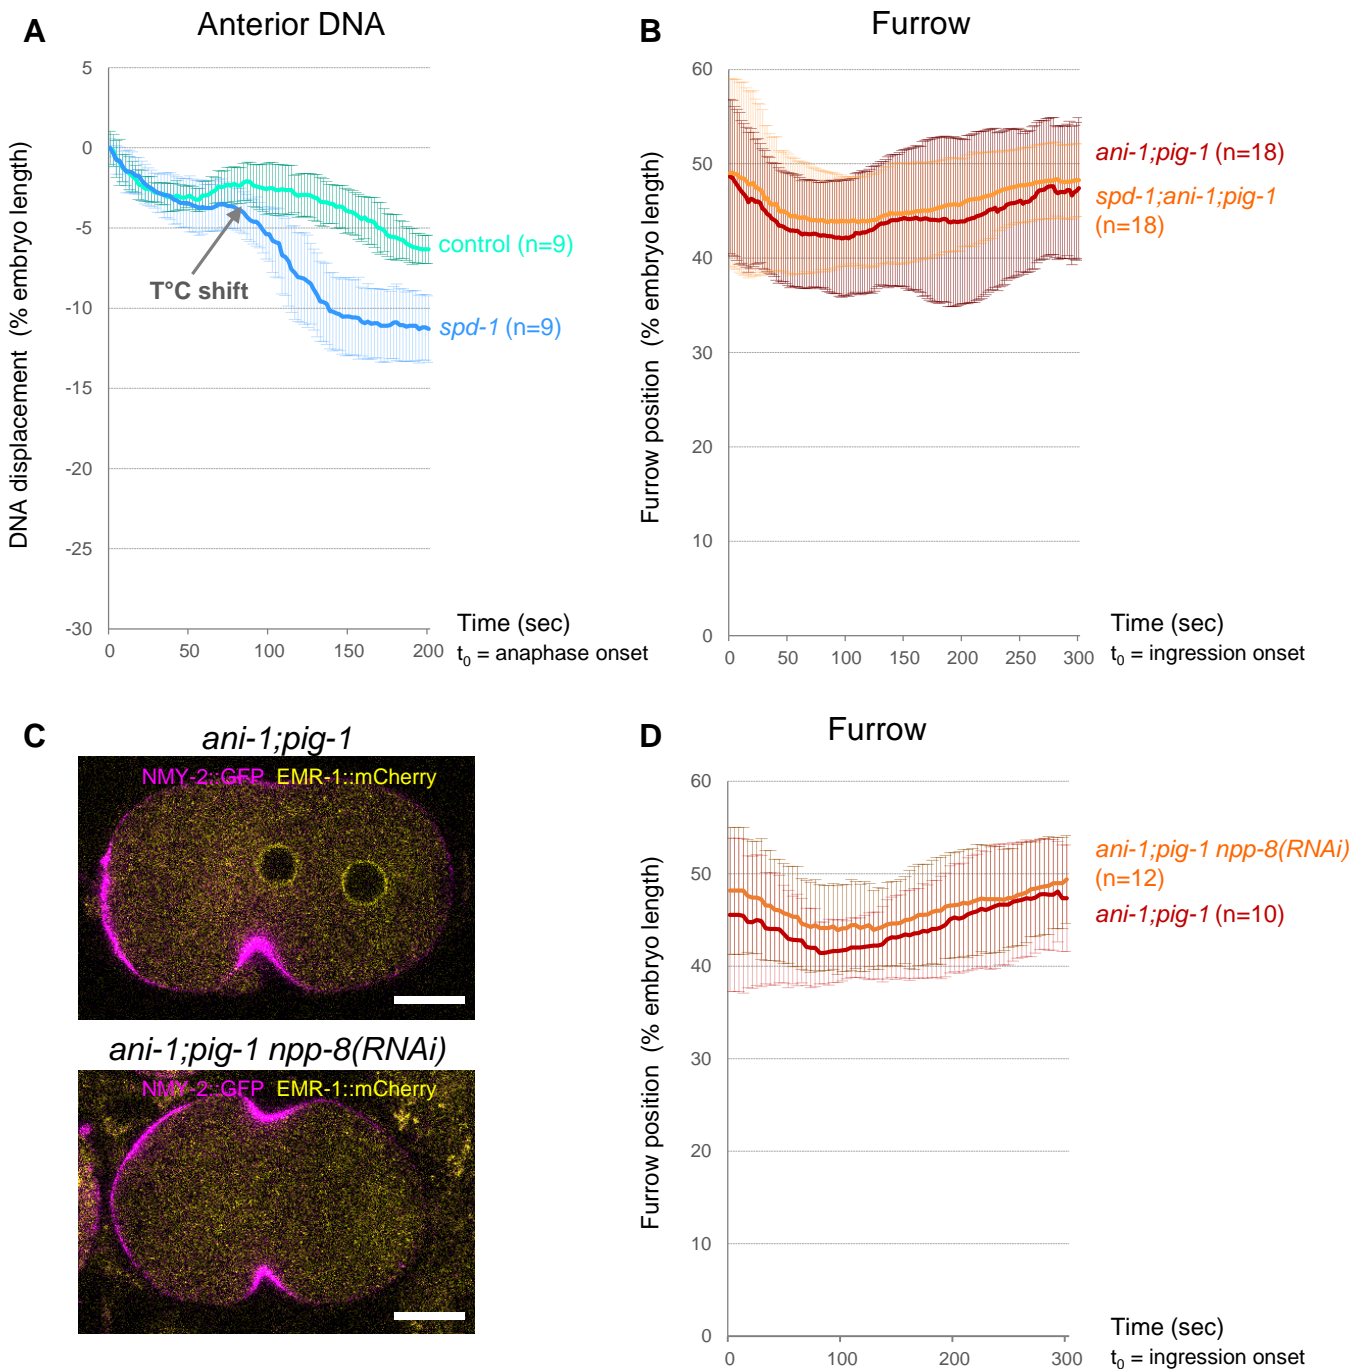 A
Anterior DNA
DNA displacement (% embryo length)
5
0
-5
-10
-15
-20
-25
-30
control (n=9)
T°C shift
spd-1 (n=9)
0 50 100 150 200
Time (sec)
t0 = anaphase onset
B
Furrow
Furrow position (% embryo length)
60
50
40
30
20
10
0
ani-1;pig-1 (n=18)
spd-1;ani-1;pig-1
(n=18)
0 50 100 150 200 250 300
Time (sec)
t0 = ingression onset
C
ani-1;pig-1
NMY-2::GFP EMR-1::mCherry
ani-1;pig-1 npp-8(RNAi)
NMY-2::GFP EMR-1::mCherry
D
Furrow
Furrow position (% embryo length)
60
50
40
30
20
10
0
ani-1;pig-1 npp-8(RNAi)
(n=12)
ani-1;pig-1 (n=10)
0 100 200 300
Time (sec)
t0 = ingression onset